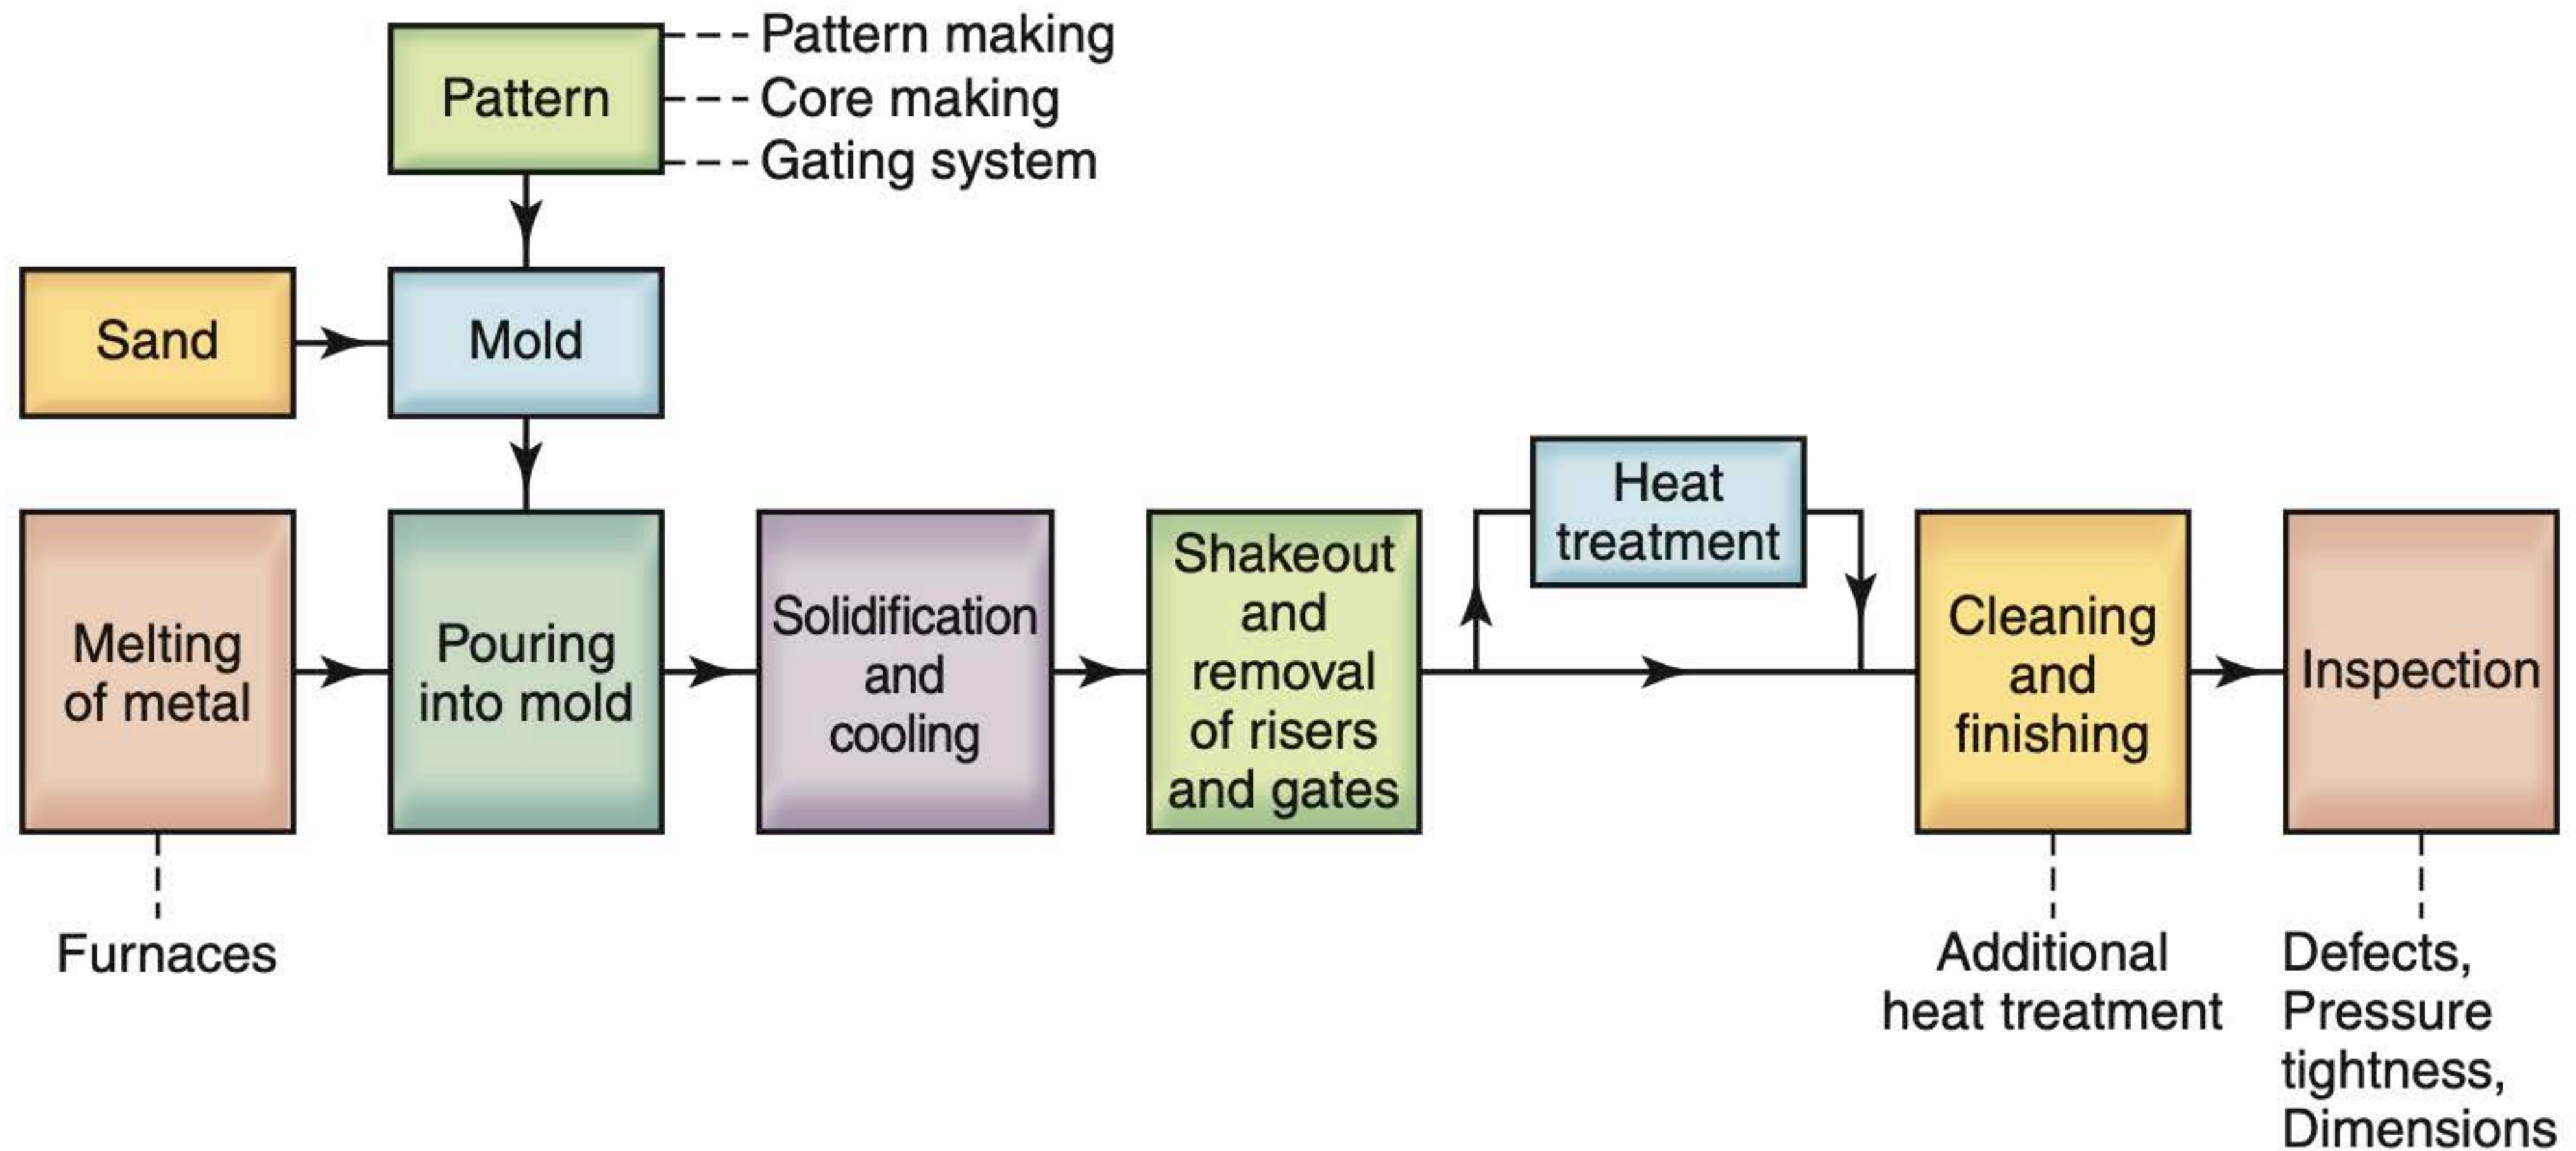 Pattern
Pattern making
Core making
Gating system
Sand
Mold
Melting
of metal
Pouring
into mold
Solidification
and
cooling
Shakeout
and
removal
of risers
and gates
Heat
treatment
Cleaning
and
finishing
Inspection
Furnaces
Additional
heat treatment
Defects,
Pressure
tightness,
Dimensions